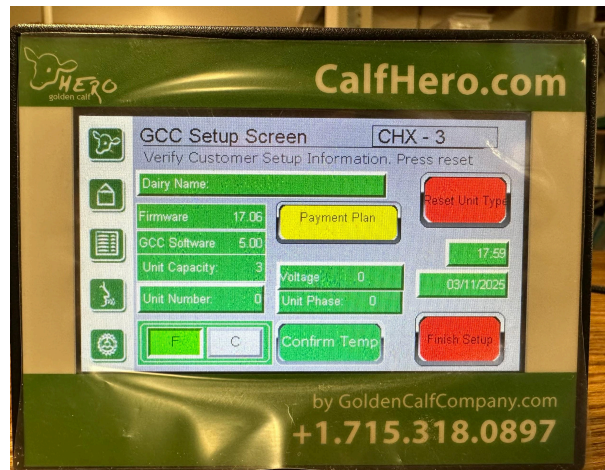 HERO
golden calf
CalfHero.com
GCC Setup Screen
CHX - 3
Verify Customer Setup Information. Press reset
Dairy Name:
Reset Unit Type
Firmware 17.06
Payment Plan
GCC Software 5.00
17:59
Unit Capacity: 3
Voltage 0
03/11/2025
Unit Number: 0
Unit Phase: 0
F
C
Confirm Temp
Finish Setup
by GoldenCalfCompany.com
+1.715.318.0897